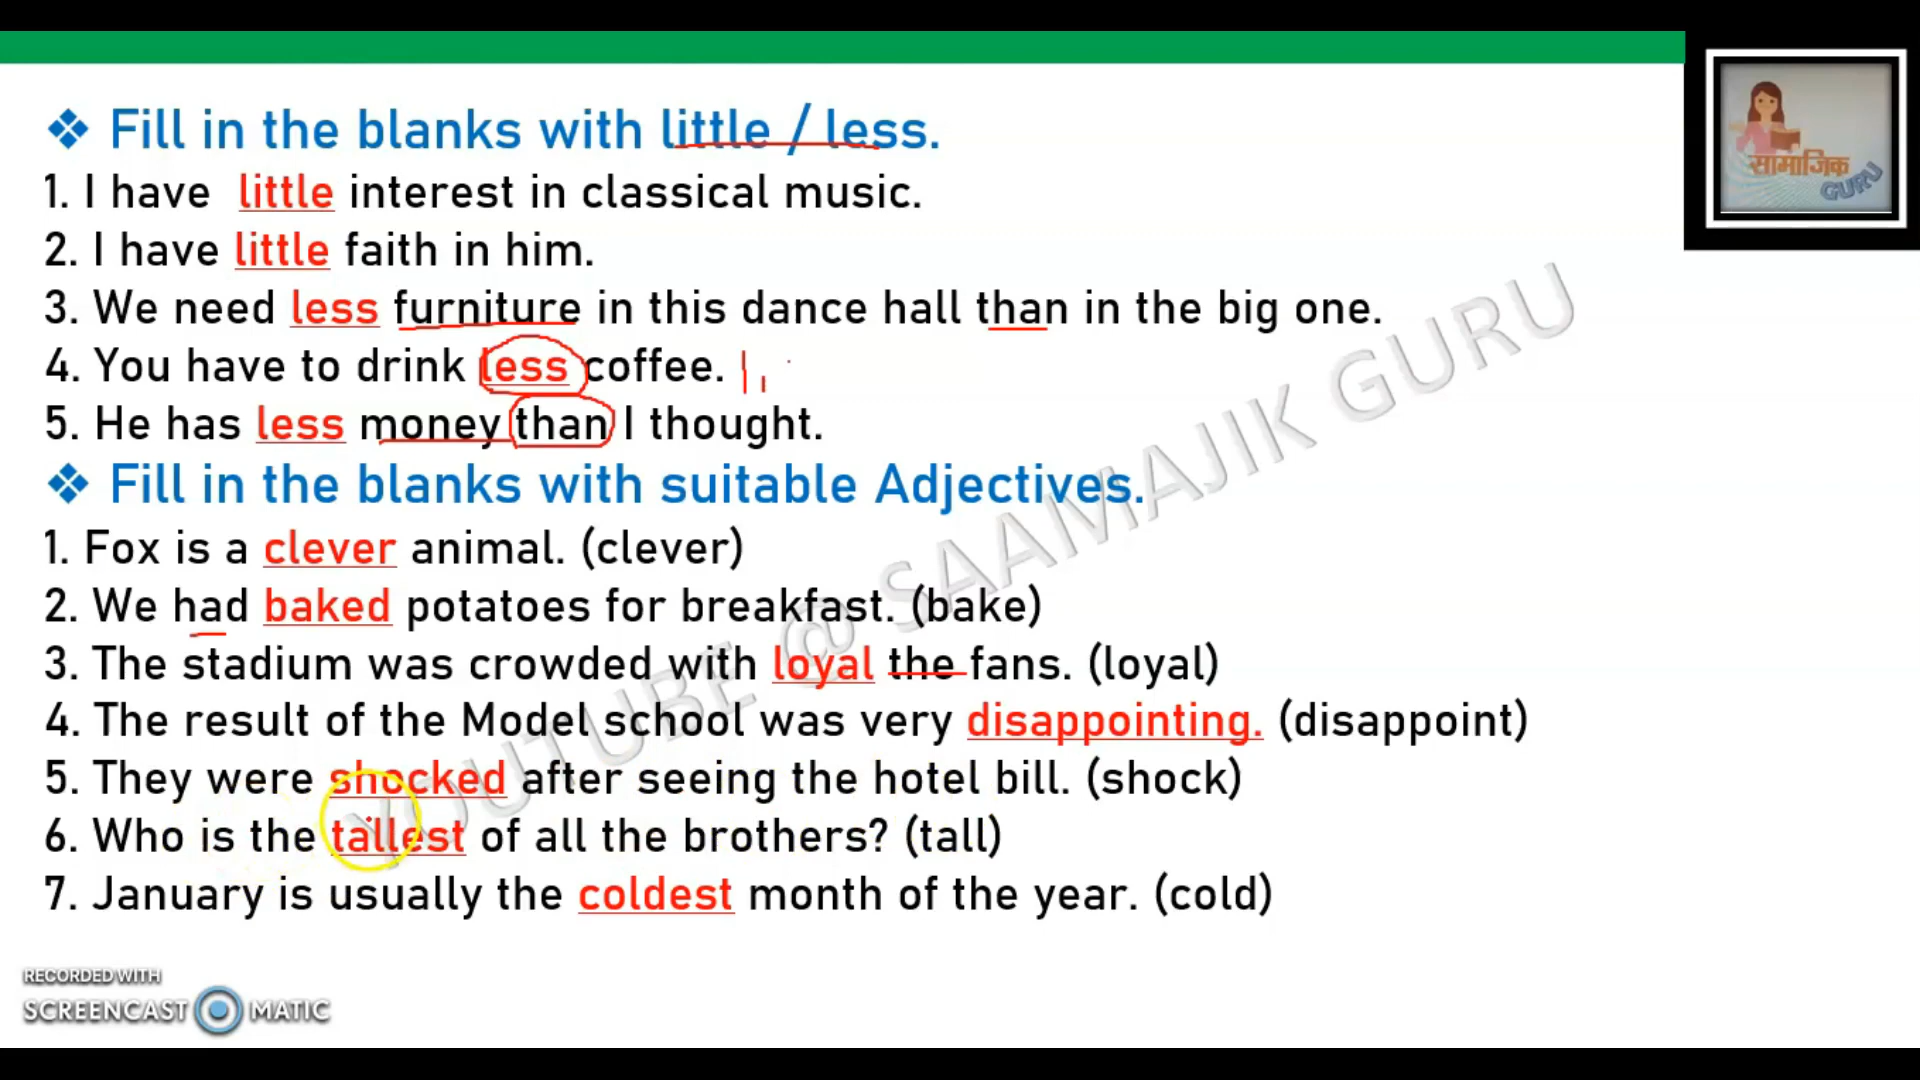 ❖ Fill in the blanks with little / less.
1. I have little interest in classical music.
2. I have little faith in him.
3. We need less furniture in this dance hall than in the big one.
4. You have to drink less coffee.
5. He has less money than I thought.
❖ Fill in the blanks with suitable Adjectives.
1. Fox is a clever animal. (clever)
2. We had baked potatoes for breakfast. (bake)
3. The stadium was crowded with loyal the fans. (loyal)
4. The result of the Model school was very disappointing. (disappoint)
5. They were shocked after seeing the hotel bill. (shock)
6. Who is the tallest of all the brothers? (tall)
7. January is usually the coldest month of the year. (cold)
YOUTUBE @ SAAMAJIK GURU
सामाजिक
GURU
RECORDED WITH
SCREENCAST MATIC